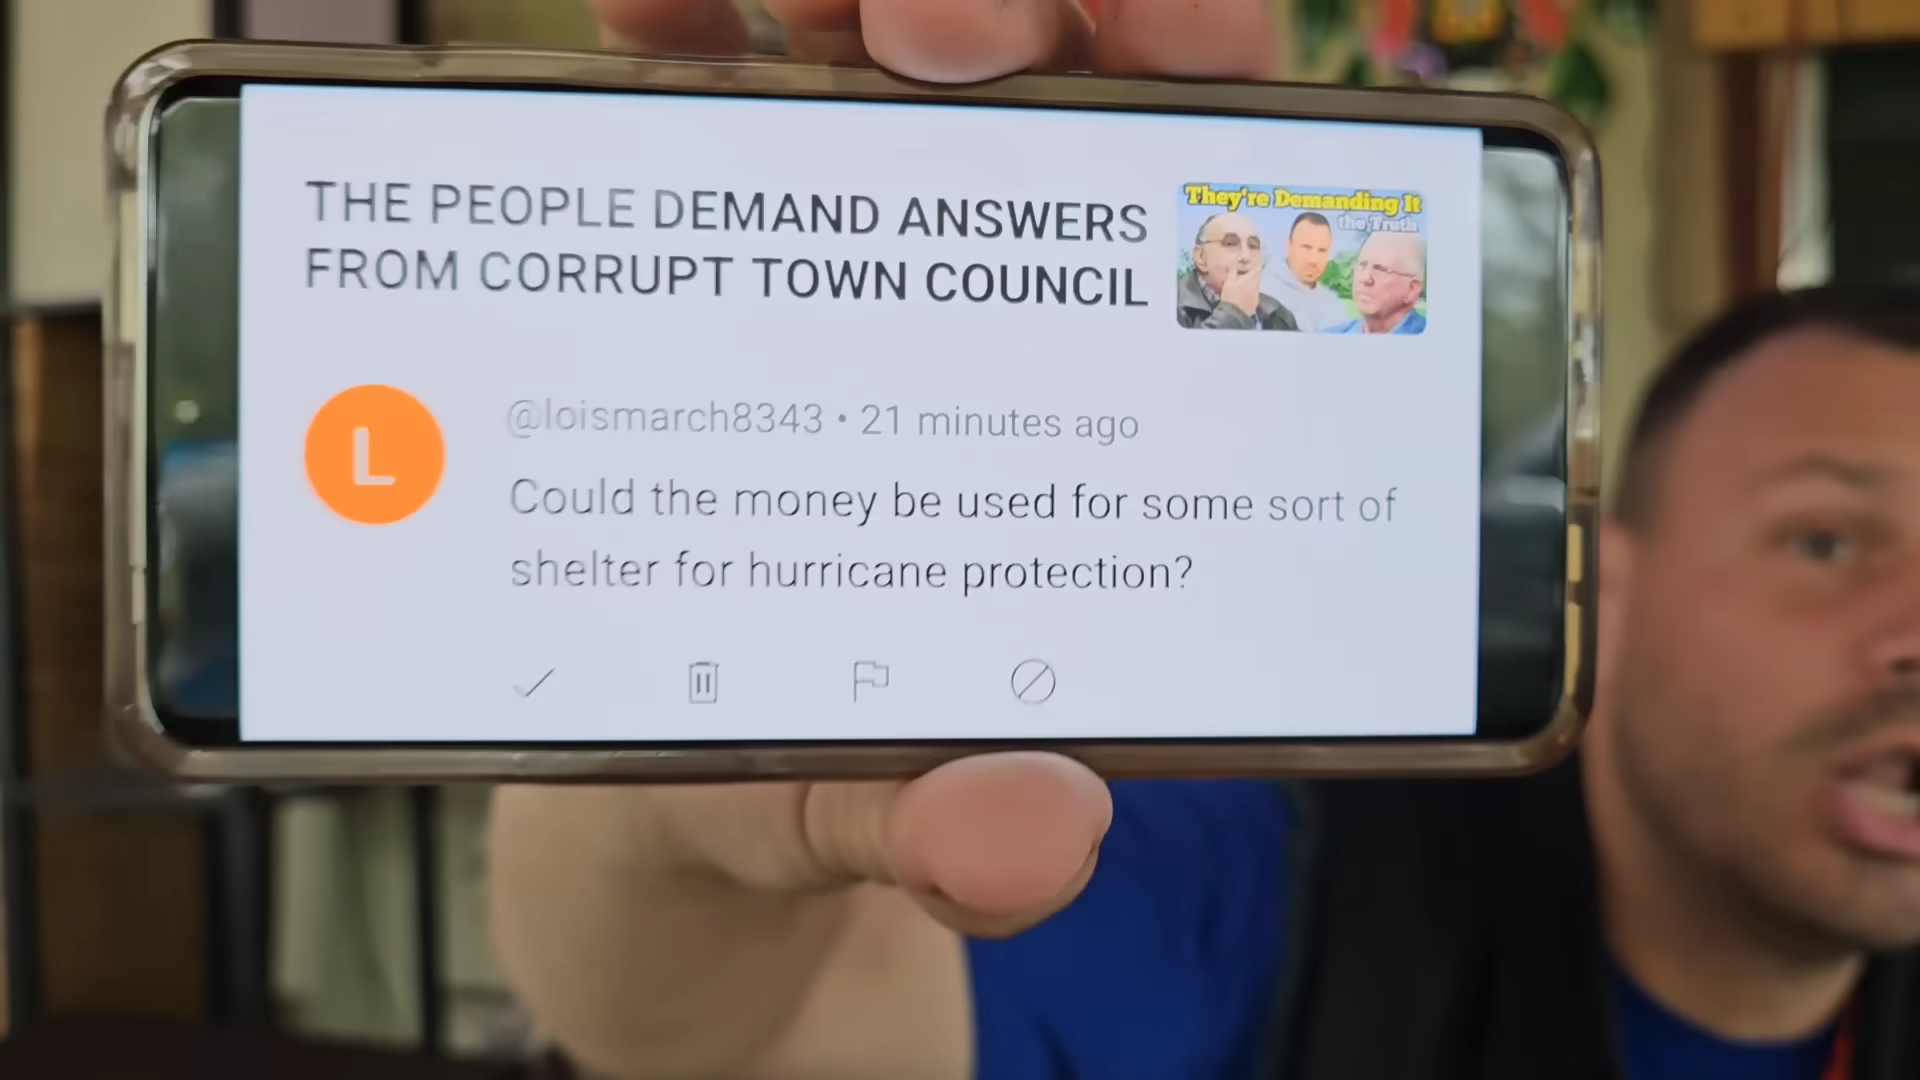 THE PEOPLE DEMAND ANSWERS
FROM CORRUPT TOWN COUNCIL
They're Demanding It
the Truth
L
@loismarch8343 • 21 minutes ago
Could the money be used for some sort of
shelter for hurricane protection?